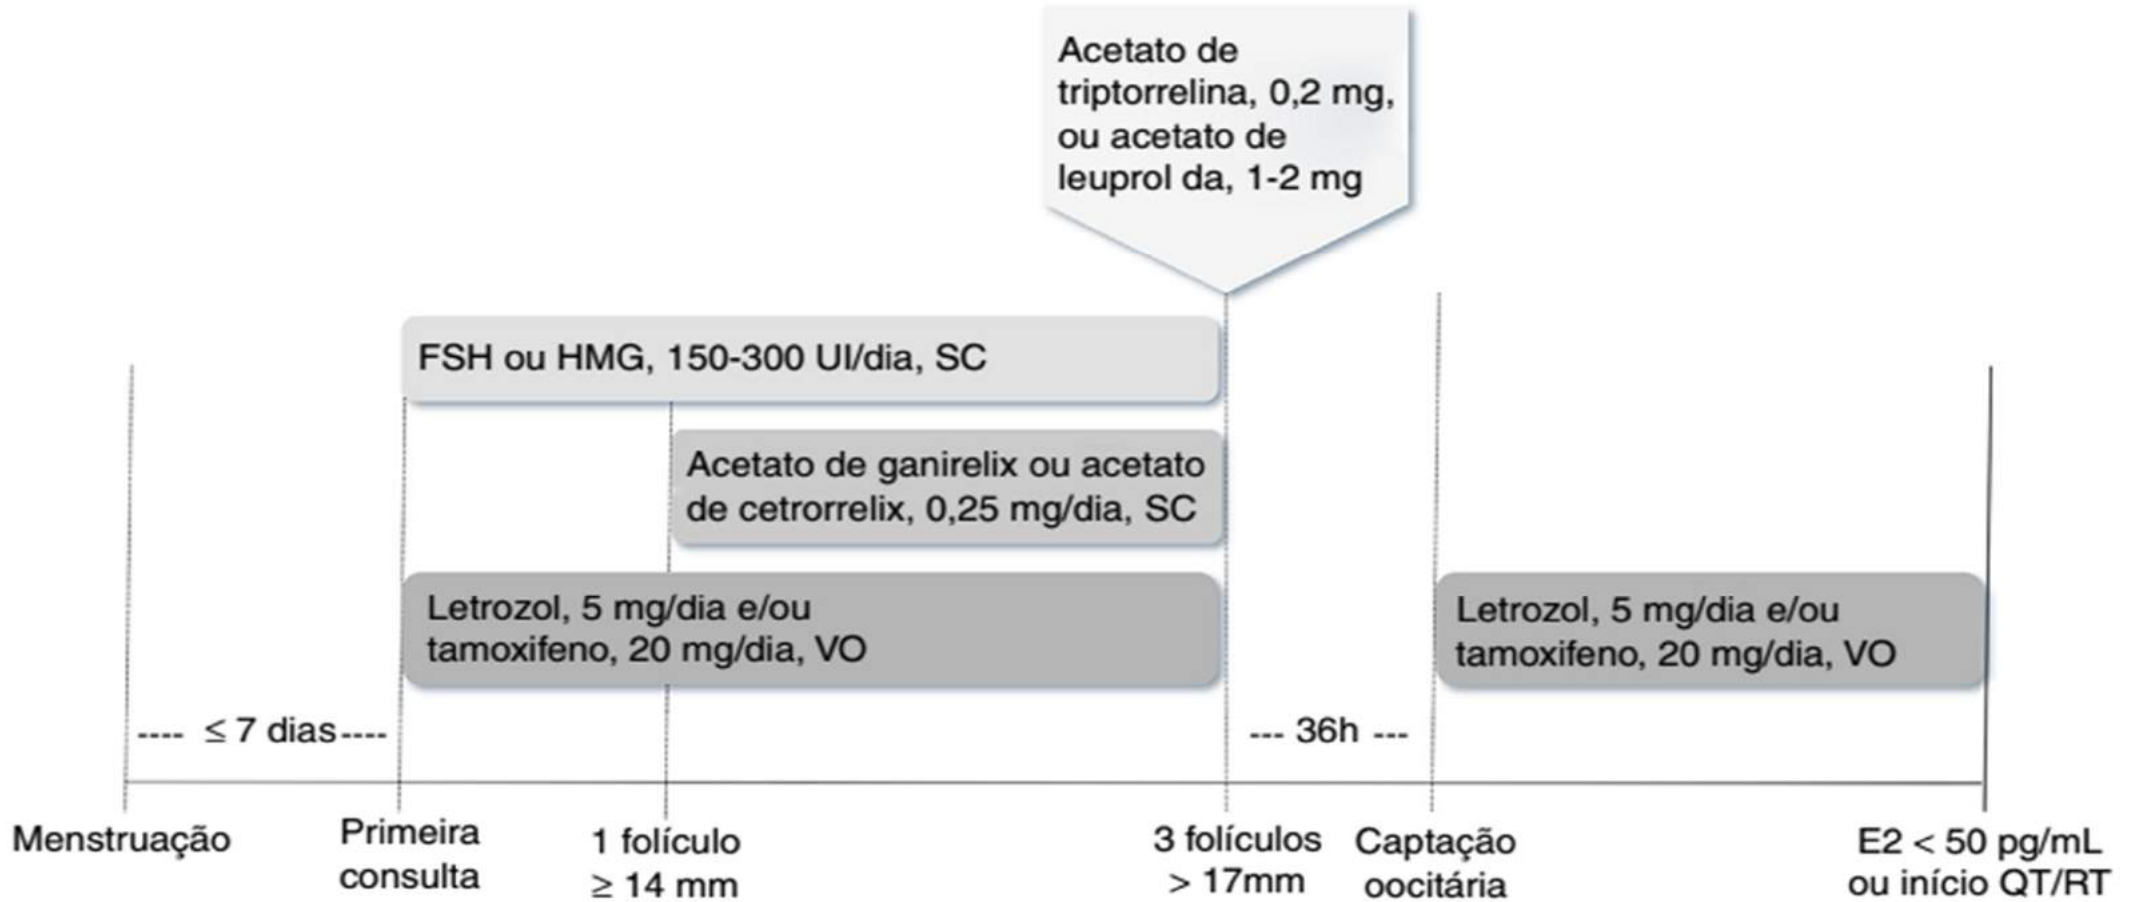 Acetato de
triptorrelina, 0,2 mg,
ou acetato de
leuprol da, 1-2 mg
FSH ou HMG, 150-300 UI/dia, SC
Acetato de ganirelix ou acetato
de cetrorrelix, 0,25 mg/dia, SC
Letrozol, 5 mg/dia e/ou
tamoxifeno, 20 mg/dia, VO
Letrozol, 5 mg/dia e/ou
tamoxifeno, 20 mg/dia, VO
---- ≤ 7 dias----
--- 36h ---
Menstruação
Primeira
consulta
1 folículo
≥ 14 mm
3 folículos
> 17mm
Captação
oocitária
E2 < 50 pg/mL
ou início QT/RT